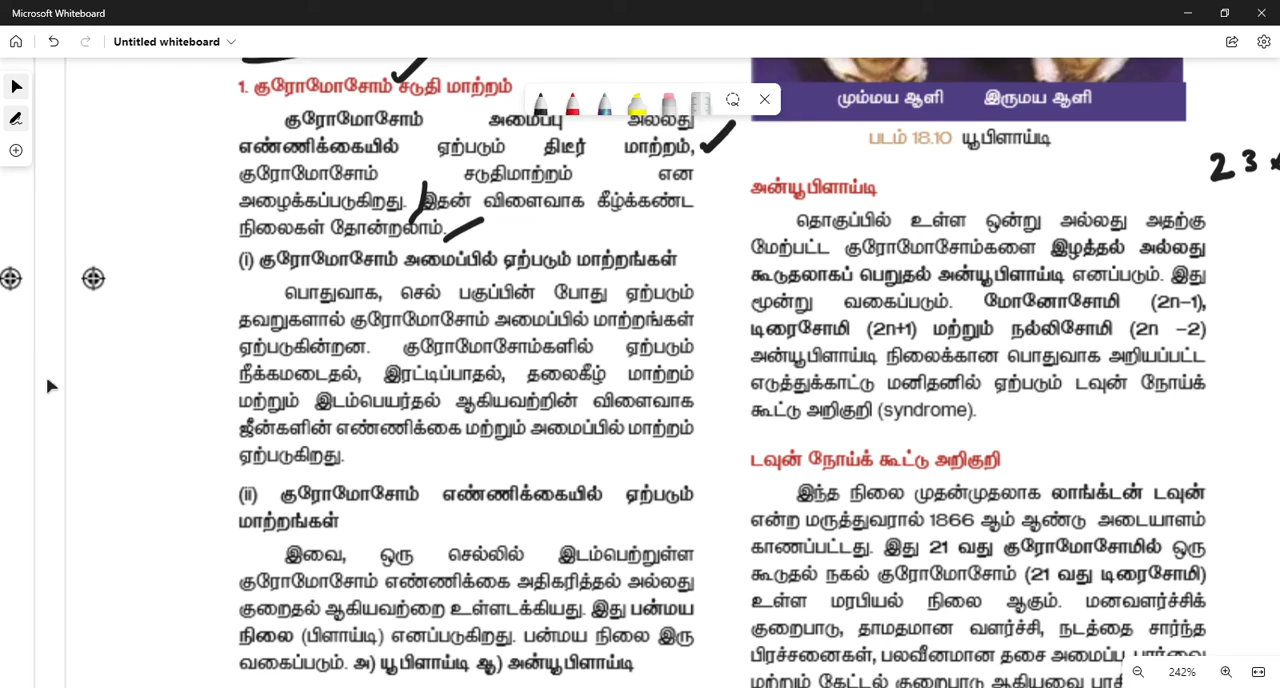 Microsoft Whiteboard
Untitled whiteboard
1. குரோமோசோம் சடுதி மாற்றம்
குரோமோசோம் அமைப்பு அல்லது
எண்ணிக்கையில் ஏற்படும் திடீர் மாற்றம்,
குரோமோசோம் சடுதிமாற்றம் என
அழைக்கப்படுகிறது. இதன் விளைவாக கீழ்க்கண்ட
நிலைகள் தோன்றலாம்.
(i) குரோமோசோம் அமைப்பில் ஏற்படும் மாற்றங்கள்
பொதுவாக, செல் பகுப்பின் போது ஏற்படும்
தவறுகளால் குரோமோசோம் அமைப்பில் மாற்றங்கள்
ஏற்படுகின்றன. குரோமோசோம்களில் ஏற்படும்
நீக்கமடைதல், இரட்டிப்பாதல், தலைகீழ் மாற்றம்
மற்றும் இடம்பெயர்தல் ஆகியவற்றின் விளைவாக
ஜீன்களின் எண்ணிக்கை மற்றும் அமைப்பில் மாற்றம்
ஏற்படுகிறது.
(ii) குரோமோசோம் எண்ணிக்கையில் ஏற்படும்
மாற்றங்கள்
இவை, ஒரு செல்லில் இடம்பெற்றுள்ள
குரோமோசோம் எண்ணிக்கை அதிகரித்தல் அல்லது
குறைதல் ஆகியவற்றை உள்ளடக்கியது. இது பன்மய
நிலை (பிளாய்டி) எனப்படுகிறது. பன்மய நிலை இரு
வகைப்படும். அ) யூபிளாய்டி ஆ) அன்யூபிளாய்டி
மும்மய ஆளி இருமய ஆளி
படம் 18.10 யூபிளாய்டி
23
அன்யூபிளாய்டி
தொகுப்பில் உள்ள ஒன்று அல்லது அதற்கு
மேற்பட்ட குரோமோசோம்களை இழத்தல் அல்லது
கூடுதலாகப் பெறுதல் அன்யூபிளாய்டி எனப்படும். இது
மூன்று வகைப்படும். மோனோசோமி (2n-1),
டிரைசோமி (2n+1) மற்றும் நல்லிசோமி (2n -2)
அன்யூபிளாய்டி நிலைக்கான பொதுவாக அறியப்பட்ட
எடுத்துக்காட்டு மனிதனில் ஏற்படும் டவுன் நோய்க்
கூட்டு அறிகுறி (syndrome).
டவுன் நோய்க் கூட்டு அறிகுறி
இந்த நிலை முதன்முதலாக லாங்க்டன் டவுன்
என்ற மருத்துவரால் 1866 ஆம் ஆண்டு அடையாளம்
காணப்பட்டது. இது 21 வது குரோமோசோமில் ஒரு
கூடுதல் நகல் குரோமோசோம் (21 வது டிரைசோமி)
உள்ள மரபியல் நிலை ஆகும். மனவளர்ச்சிக்
குறைபாடு, தாமதமான வளர்ச்சி, நடத்தை சார்ந்த
பிரச்சனைகள், பலவீனமான தசை அமைப்பு, பார்வை
மற்றும் கேட்டல் குறைபாடு ஆகியவை
242%